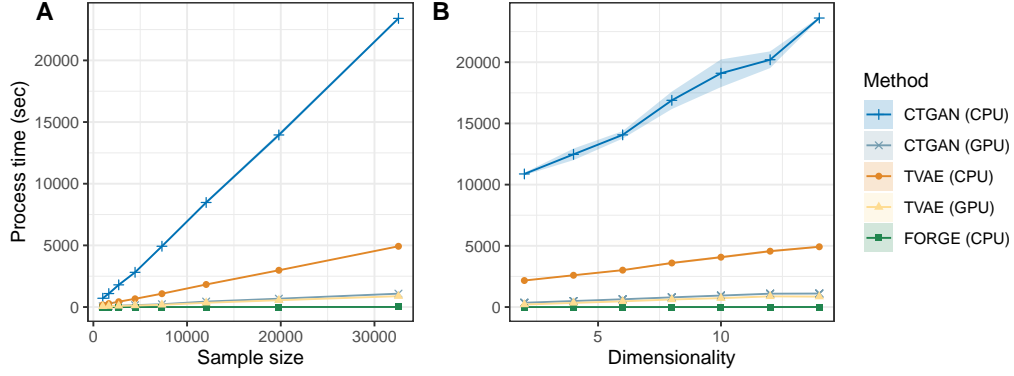 A
B
Process time (sec)
20000
15000
10000
5000
0
0
10000
20000
30000
Sample size
20000
15000
10000
5000
0
5
10
Dimensionality
Method
CTGAN (CPU)
CTGAN (GPU)
TVAE (CPU)
TVAE (GPU)
FORGE (CPU)